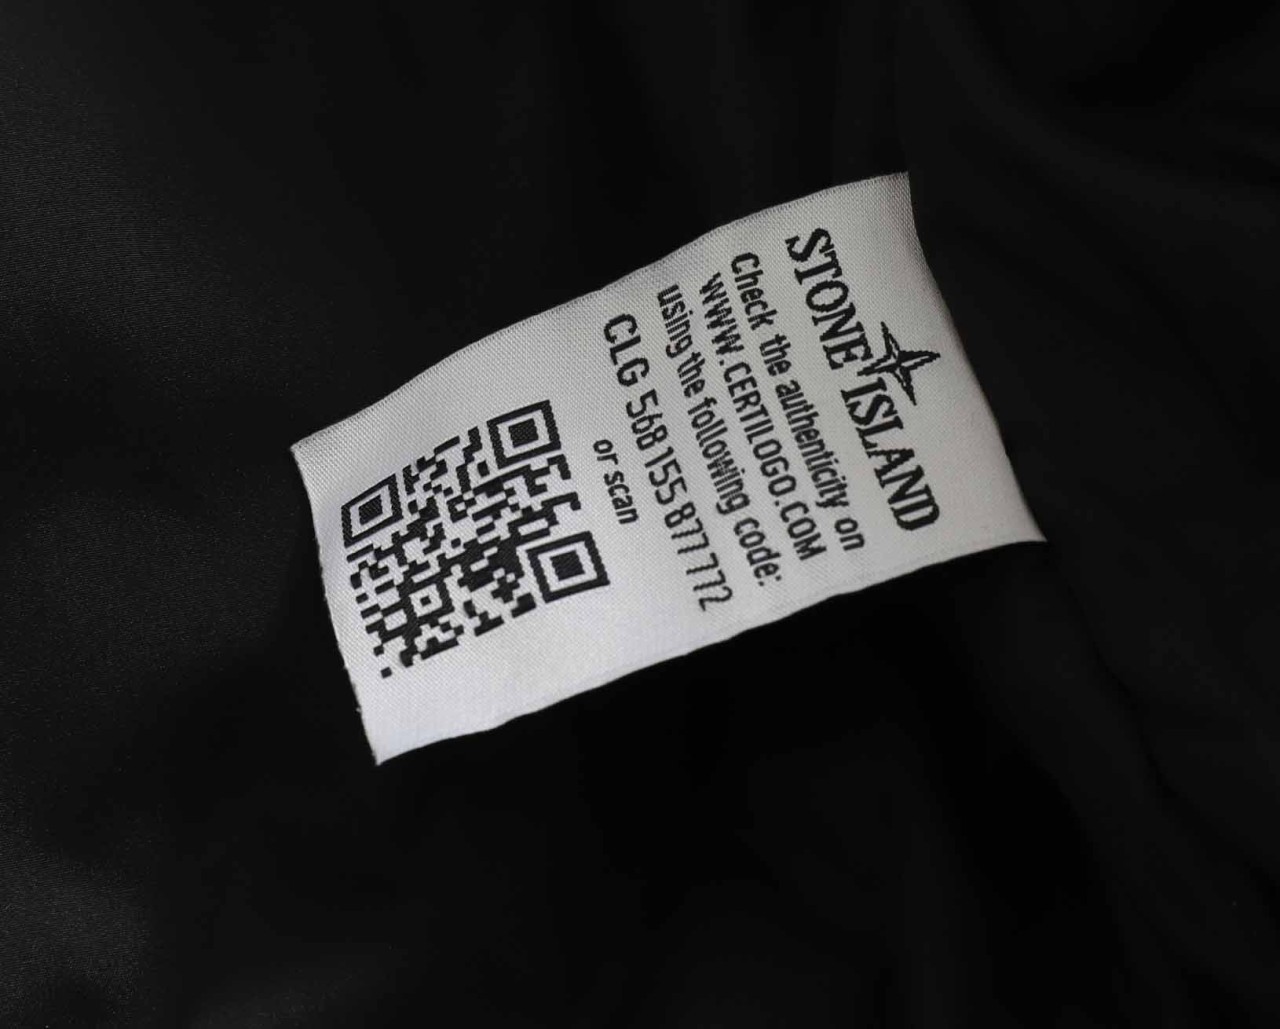 STONE ISLAND
Check the authenticity on
WWW.CERTILOGO.COM
using the following code:
CLG 568 155 877 772
or scan